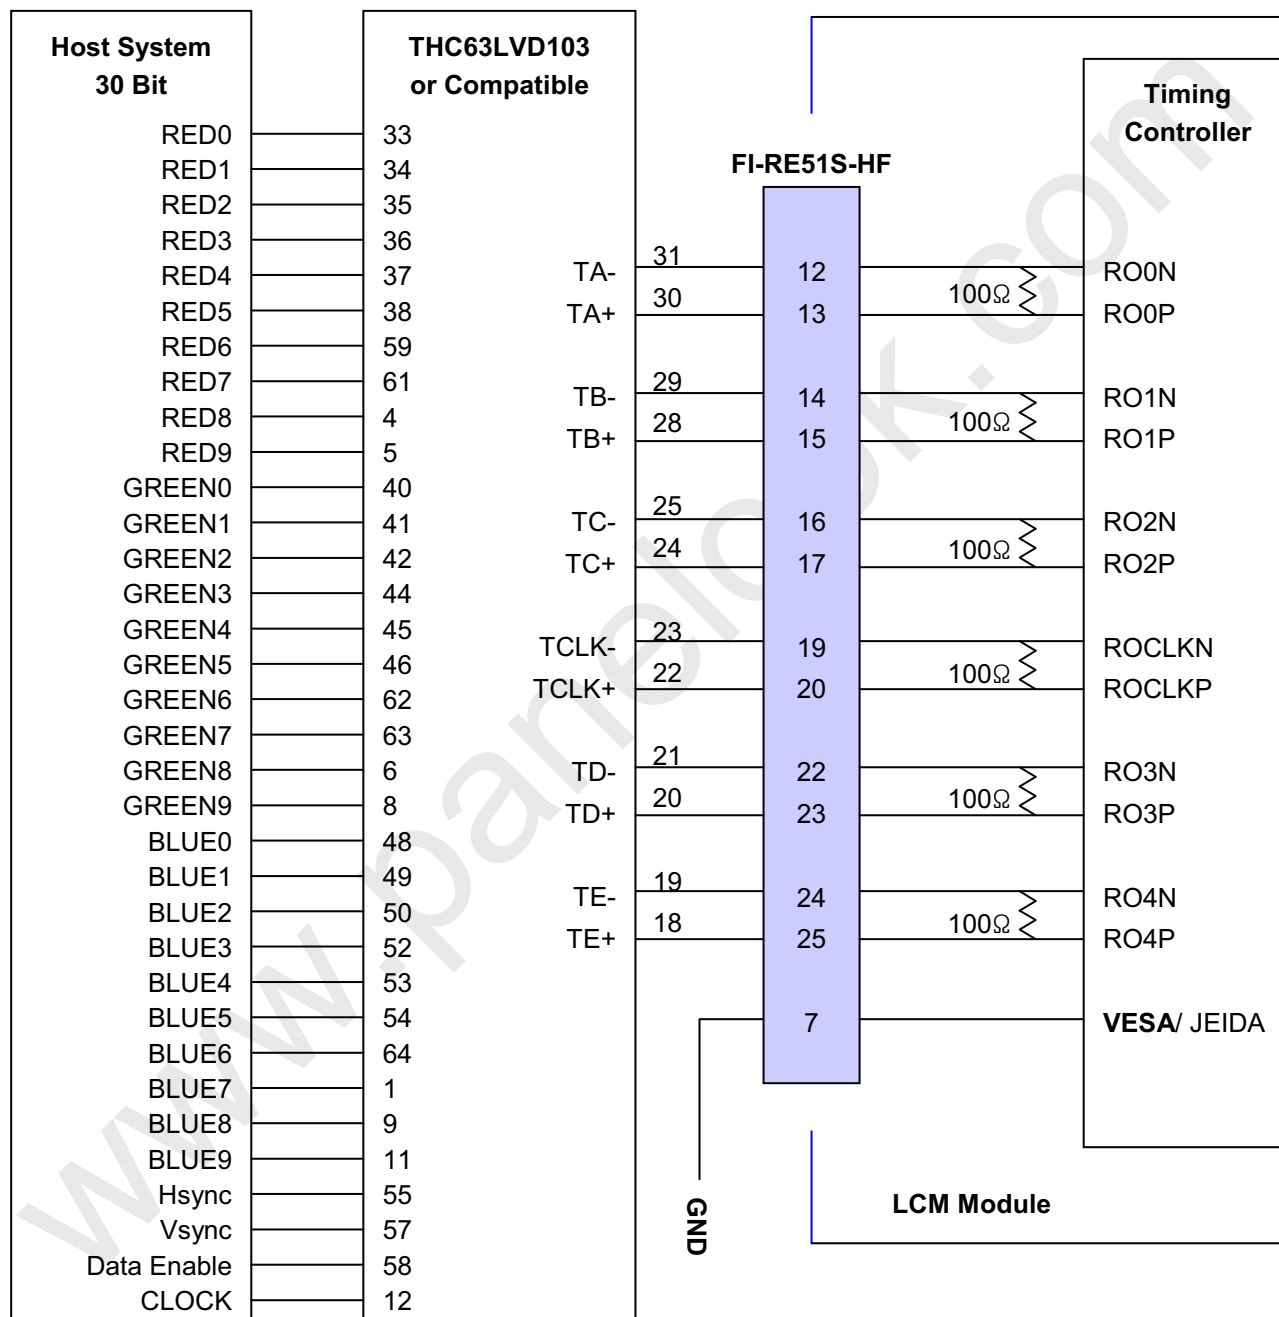 Host System
30 Bit
THC63LVD103
or Compatible
Timing
Controller
FI-RE51S-HF
RED0 33
RED1 34
RED2 35
RED3 36
RED4 37
RED5 38
RED6 59
RED7 61
RED8 4
RED9 5
GREEN0 40
GREEN1 41
GREEN2 42
GREEN3 44
GREEN4 45
GREEN5 46
GREEN6 62
GREEN7 63
GREEN8 6
GREEN9 8
BLUE0 48
BLUE1 49
BLUE2 50
BLUE3 52
BLUE4 53
BLUE5 54
BLUE6 64
BLUE7 1
BLUE8 9
BLUE9 11
Hsync 55
Vsync 57
Data Enable 58
CLOCK 12
TA- 31 12 RO0N
100Ω
TA+ 30 13 RO0P
TB- 29 14 RO1N
100Ω
TB+ 28 15 RO1P
TC- 25 16 RO2N
100Ω
TC+ 24 17 RO2P
TCLK- 23 19 ROCLKN
100Ω
TCLK+ 22 20 ROCLKP
TD- 21 22 RO3N
100Ω
TD+ 20 23 RO3P
TE- 19 24 RO4N
100Ω
TE+ 18 25 RO4P
7 VESA/ JEIDA
GND
LCM Module
www.panelook.com